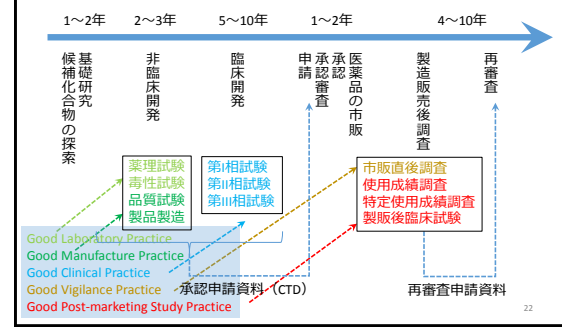 1～2年
2～3年
5～10年
1～2年
4～10年
基礎研究
候補化合物の探索
非臨床開発
臨床開発
申請
承認審査
承認
医薬品の市販
製造販売後調査
再審査
薬理試験
毒性試験
品質試験
製品製造
第I相試験
第II相試験
第III相試験
市販直後調査
使用成績調査
特定使用成績調査
製販後臨床試験
Good Laboratory Practice
Good Manufacture Practice
Good Clinical Practice
Good Vigilance Practice
Good Post-marketing Study Practice
承認申請資料（CTD）
再審査申請資料
22